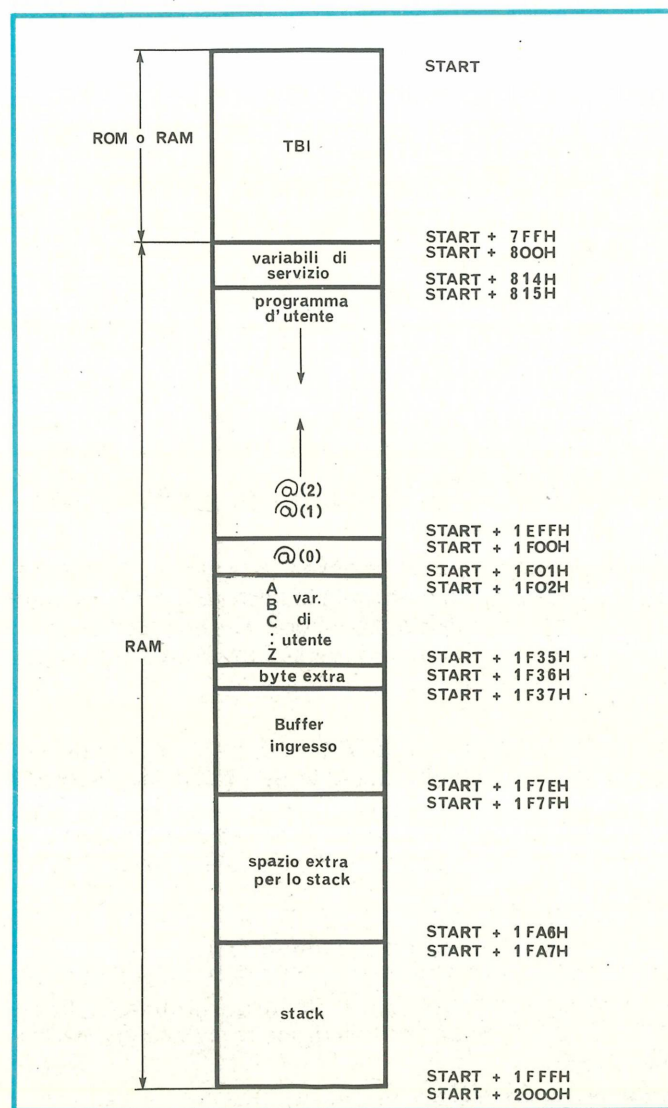 START
ROM o RAM
TBI
START + 7FFH
START + 800H
variabili di
servizio
START + 814H
START + 815H
programma
d'utente
@(2)
@(1)
START + 1EFFH
START + 1F00H
@(0)
START + 1F01H
START + 1F02H
A
B var.
C di
: utente
Z
RAM
START + 1F35H
byte extra
START + 1F36H
START + 1F37H
Buffer
ingresso
START + 1F7EH
START + 1F7FH
spazio extra
per lo stack
START + 1FA6H
START + 1FA7H
stack
START + 1FFFH
START + 2000H